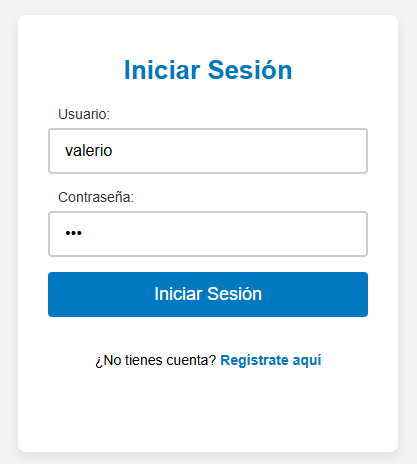 Iniciar Sesión
Usuario:
valerio
Contraseña:
•••
Iniciar Sesión
¿No tienes cuenta? Regístrate aquí